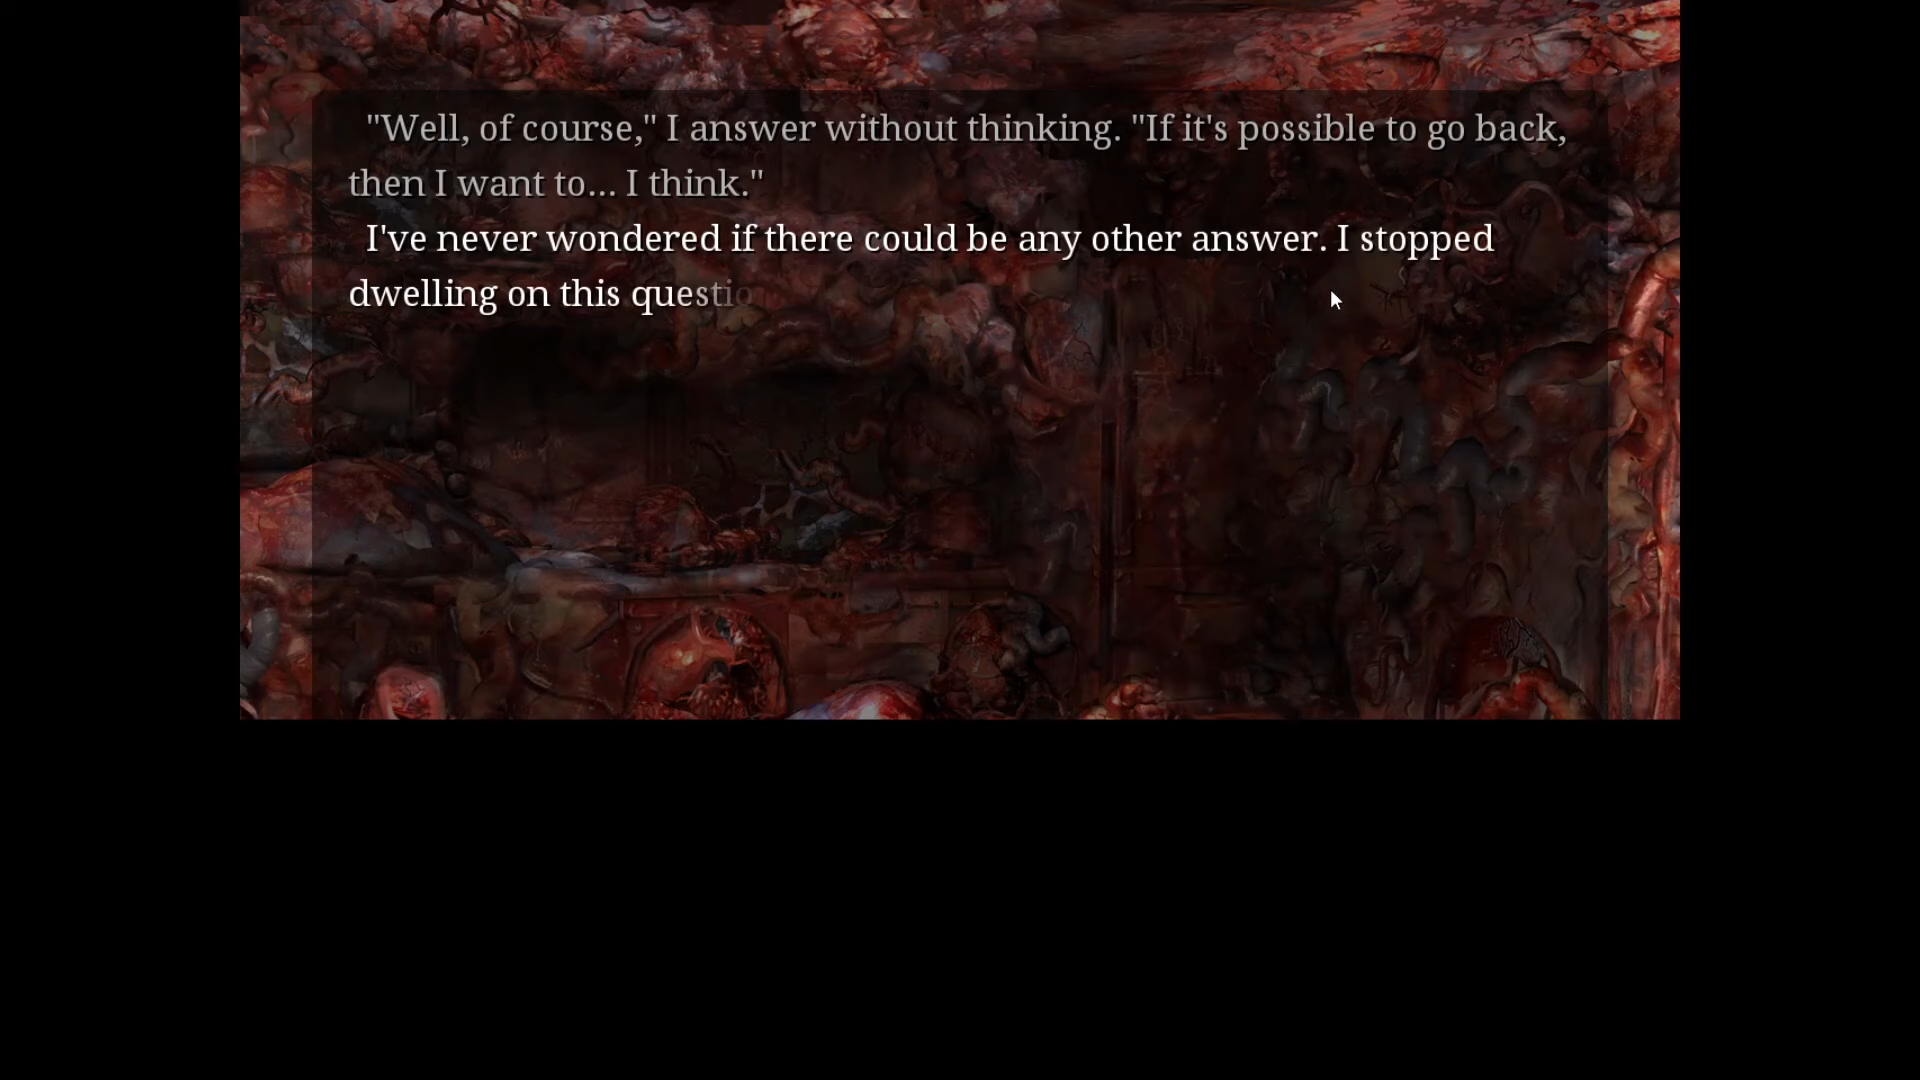 "Well, of course," I answer without thinking. "If it's possible to go back,
then I want to... I think."
I've never wondered if there could be any other answer. I stopped
dwelling on this questio